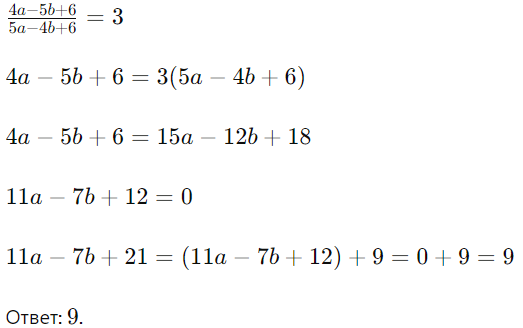 \frac{4a-5b+6}{5a-4b+6} = 3
4a − 5b + 6 = 3(5a − 4b + 6)
4a − 5b + 6 = 15a − 12b + 18
11a − 7b + 12 = 0
11a − 7b + 21 = (11a − 7b + 12) + 9 = 0 + 9 = 9
Ответ: 9.